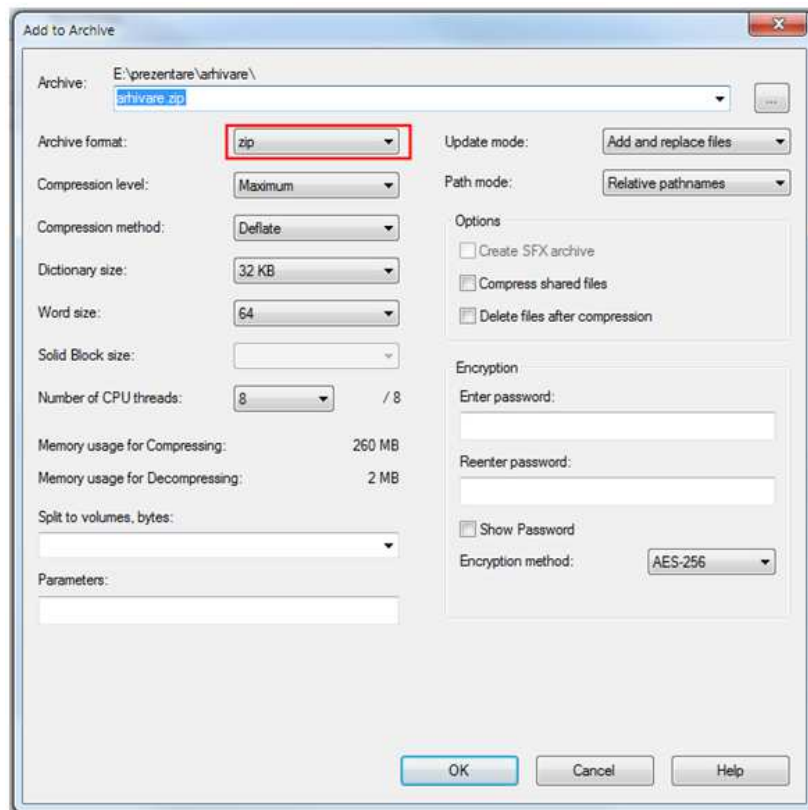 Add to Archive
Archive: E:\prezentare\arhivare\
arhivare.zip
...
Archive format: zip
Compression level: Maximum
Compression method: Deflate
Dictionary size: 32 KB
Word size: 64
Solid Block size:
Number of CPU threads: 8 / 8
Memory usage for Compressing: 260 MB
Memory usage for Decompressing: 2 MB
Split to volumes, bytes:
Parameters:
Update mode: Add and replace files
Path mode: Relative pathnames
Options
Create SFX archive
Compress shared files
Delete files after compression
Encryption
Enter password:
Reenter password:
Show Password
Encryption method: AES-256
OK Cancel Help